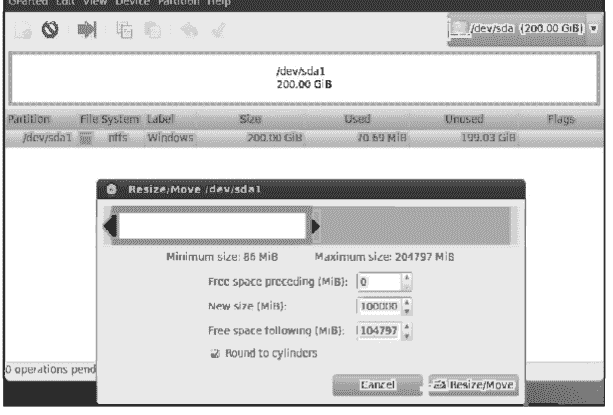 GParted Edit View Device Partition Help
/dev/sda (200.00 GiB)
/dev/sda1
200.00 GiB
Partition File System Label Size Used Unused Flags
/dev/sda1 ntfs Windows 200.00 GiB 70.69 MiB 199.03 GiB
Resize/Move /dev/sda1
Minimum size: 86 MiB Maximum size: 204797 MiB
Free space preceding (MiB): 0
New size (MiB): 100000
Free space following (MiB): 104797
Round to cylinders
0 operations pend
Cancel Resize/Move